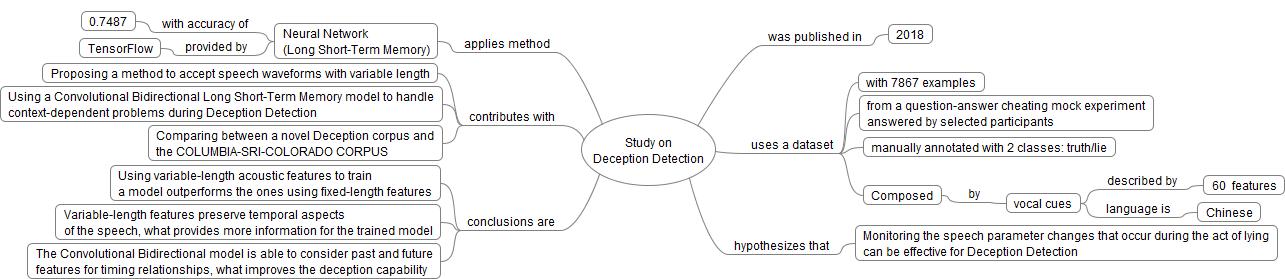 Study on
Deception Detection
applies method
Neural Network
(Long Short-Term Memory)
with accuracy of
0.7487
provided by
TensorFlow
contributes with
Proposing a method to accept speech waveforms with variable length
Using a Convolutional Bidirectional Long Short-Term Memory model to handle
context-dependent problems during Deception Detection
Comparing between a novel Deception corpus and
the COLUMBIA-SRI-COLORADO CORPUS
conclusions are
Using variable-length acoustic features to train
a model outperforms the ones using fixed-length features
Variable-length features preserve temporal aspects
of the speech, what provides more information for the trained model
The Convolutional Bidirectional model is able to consider past and future
features for timing relationships, what improves the deception capability
was published in
2018
uses a dataset
with 7867 examples
from a question-answer cheating mock experiment
answered by selected participants
manually annotated with 2 classes: truth/lie
Composed
by
vocal cues
described by
60 features
language is
Chinese
hypothesizes that
Monitoring the speech parameter changes that occur during the act of lying
can be effective for Deception Detection